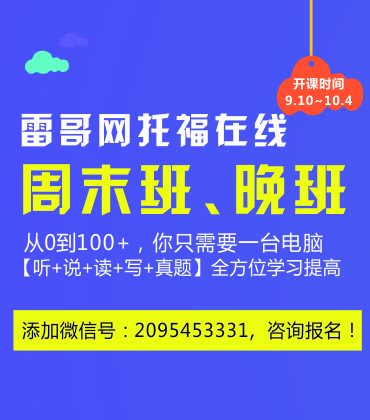 开课时间
9.10~10.4
雷哥网托福在线
周末班、晚班
从0到100+，你只需要一台电脑
【听+说+读+写+真题】全方位学习提高
添加微信号：2095453331, 咨询报名！